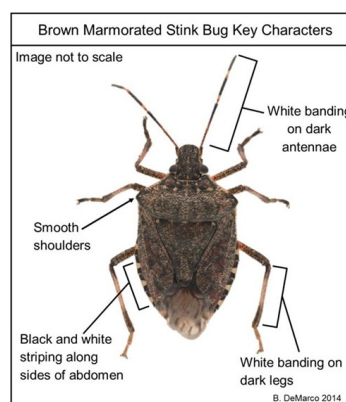 Brown Marmorated Stink Bug Key Characters
Image not to scale
White banding
on dark
antennae
Smooth
shoulders
Black and white
striping along
sides of abdomen
White banding on
dark legs
B. DeMarco 2014